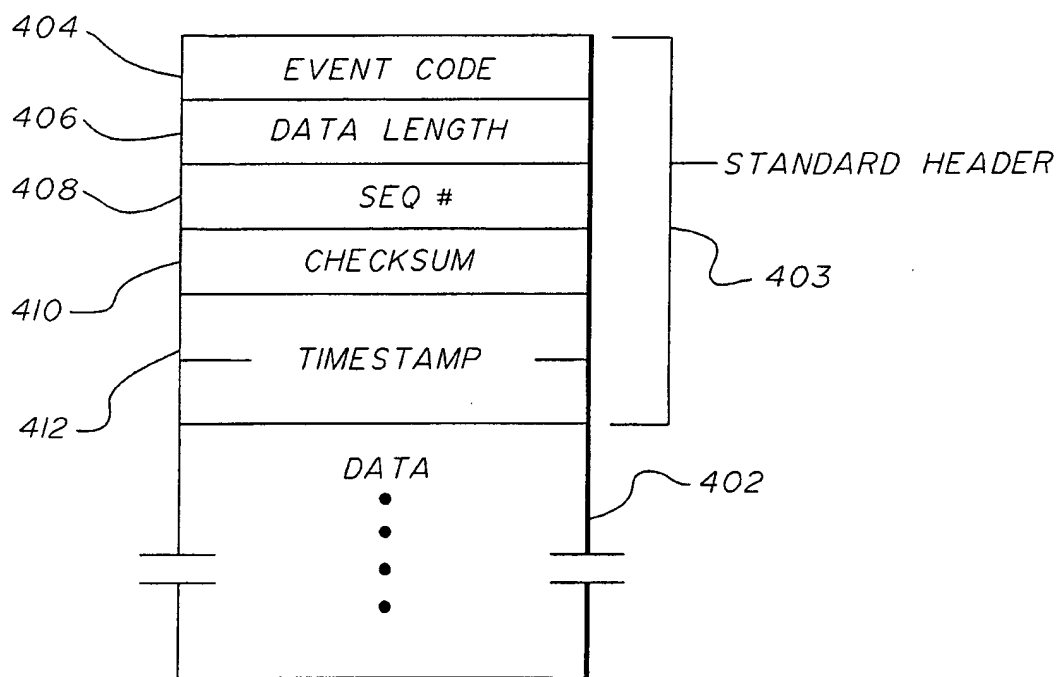 404
EVENT CODE
406
DATA LENGTH
STANDARD HEADER
408
SEQ #
CHECKSUM
403
410
TIMESTAMP
412
DATA
402